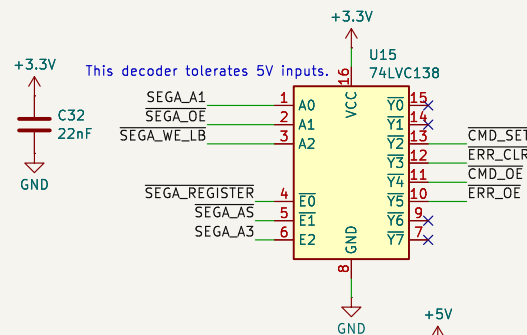 +3.3V
U15
74LVC138
This decoder tolerates 5V inputs.
+3.3V
C32
22nF
GND
16
VCC
SEGA_A1 1 A0
SEGA_OE 2 A1
SEGA_WE_LB 3 A2
SEGA_REGISTER 4 E0
SEGA_AS 5 E1
SEGA_A3 6 E2
Y0 15
Y1 14
Y2 13 CMD_SET
Y3 12 ERR_CLR
Y4 11 CMD_OE
Y5 10 ERR_OE
Y6 9
Y7 7
GND
8
GND
+5V